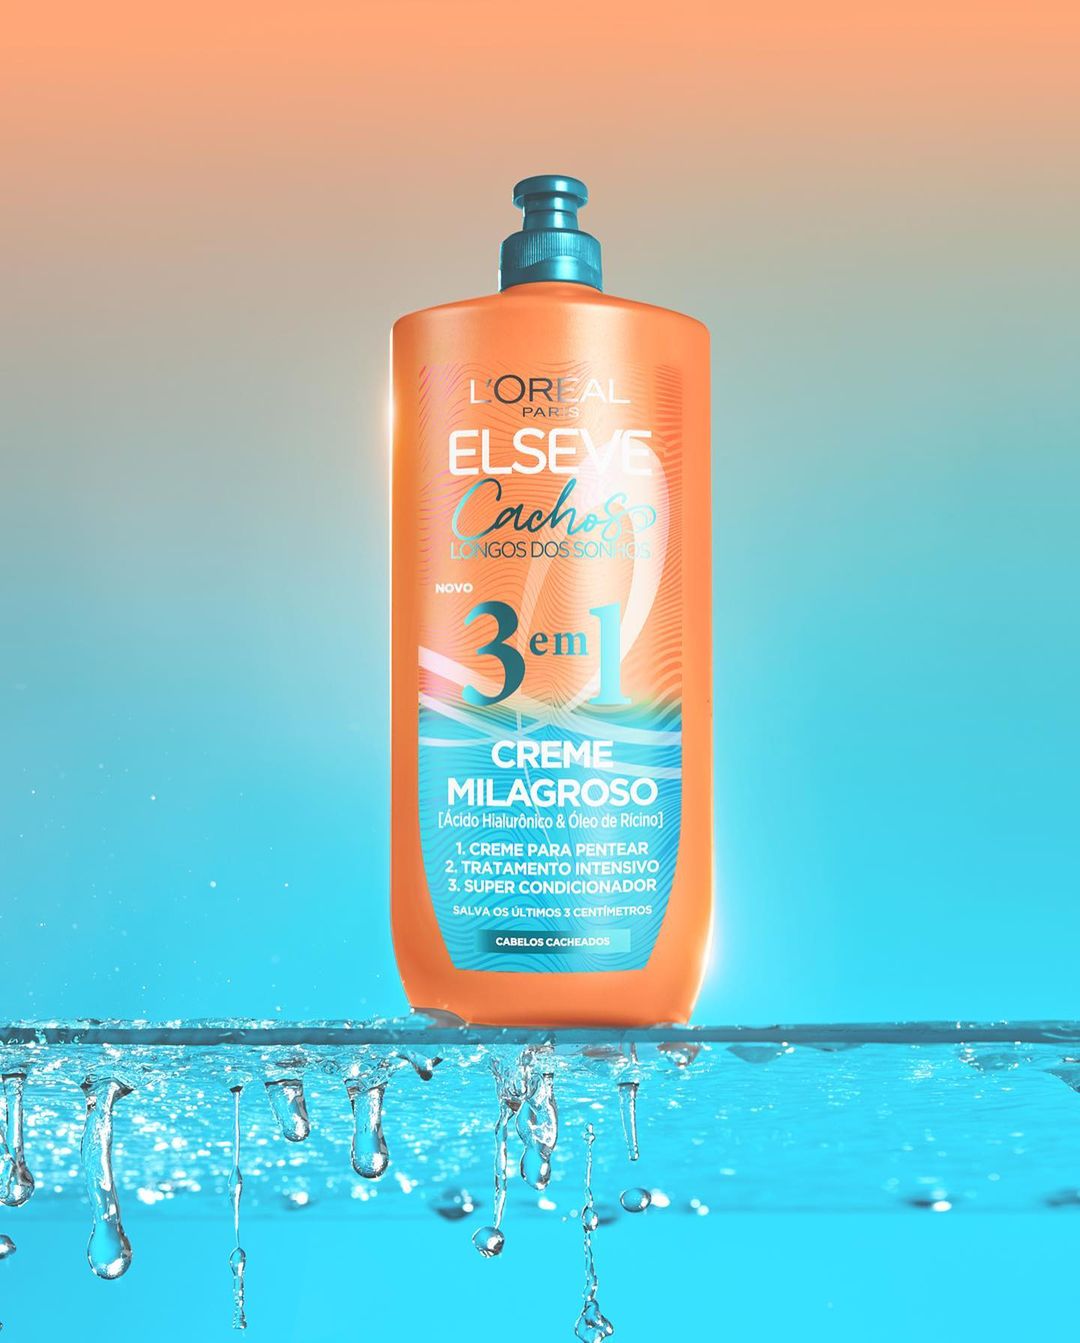 L'ORÉAL
PARIS
ELSEVE
Cachos
LONGOS DOS SONHOS
NOVO
3 em 1
CREME
MILAGROSO
[Ácido Hialurônico & Óleo de Rícino]
1. CREME PARA PENTEAR
2. TRATAMENTO INTENSIVO
3. SUPER CONDICIONADOR
SALVA OS ÚLTIMOS 3 CENTÍMETROS
CABELOS CACHEADOS